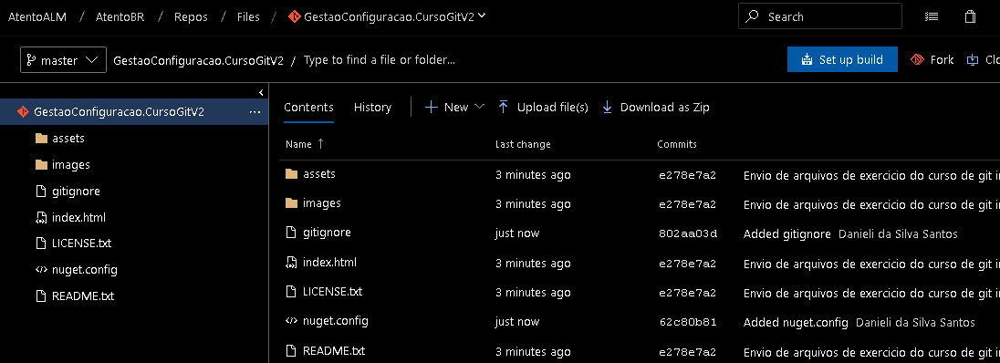 AtentoALM / AtentoBR / Repos / Files / GestaoConfiguracao.CursoGitV2 Search
master GestaoConfiguracao.CursoGitV2 / Type to find a file or folder... Set up build Fork Clo
GestaoConfiguracao.CursoGitV2 ...
assets
images
gitignore
index.html
LICENSE.txt
nuget.config
README.txt
Contents History New Upload file(s) Download as Zip
Name ↑ Last change Commits
assets 3 minutes ago e278e7a2 Envio de arquivos de exercicio do curso de git in
images 3 minutes ago e278e7a2 Envio de arquivos de exercicio do curso de git in
gitignore just now 802aa03d Added gitignore Danieli da Silva Santos
index.html 3 minutes ago e278e7a2 Envio de arquivos de exercicio do curso de git in
LICENSE.txt 3 minutes ago e278e7a2 Envio de arquivos de exercicio do curso de git in
nuget.config just now 62c80b81 Added nuget.config Danieli da Silva Santos
README.txt 3 minutes ago e278e7a2 Envio de arquivos de exercicio do curso de git in